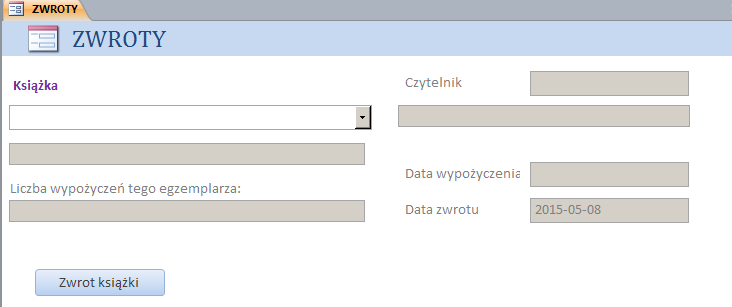 ZWROTY
ZWROTY
Książka
Liczba wypożyczeń tego egzemplarza:
Zwrot książki
Czytelnik
Data wypożyczenia
Data zwrotu
2015-05-08